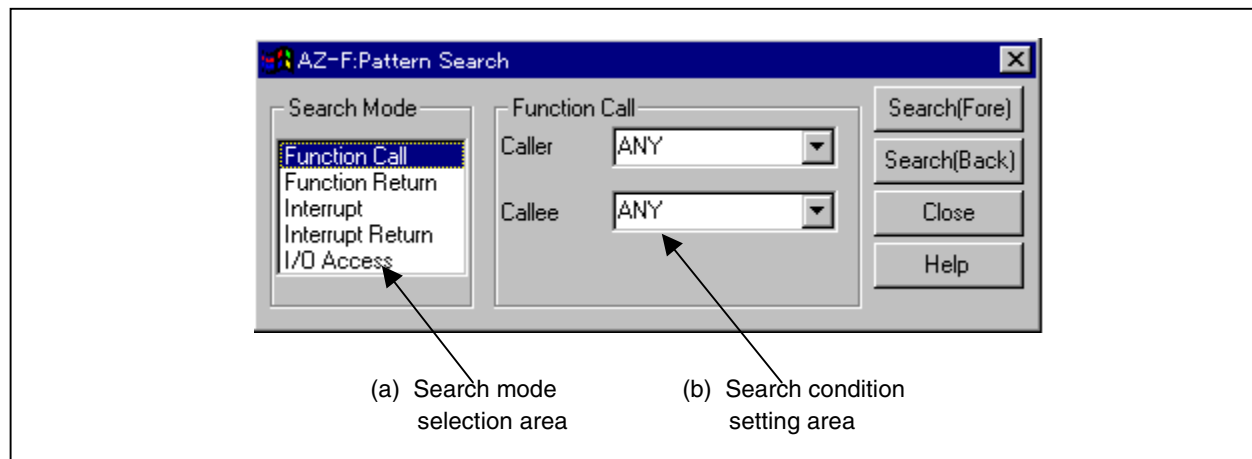 AZ-F:Pattern Search
Search Mode
Function Call
Function Return
Interrupt
Interrupt Return
I/O Access
Function Call
Caller
ANY
Callee
ANY
Search(Fore)
Search(Back)
Close
Help
(a) Search mode
selection area
(b) Search condition
setting area